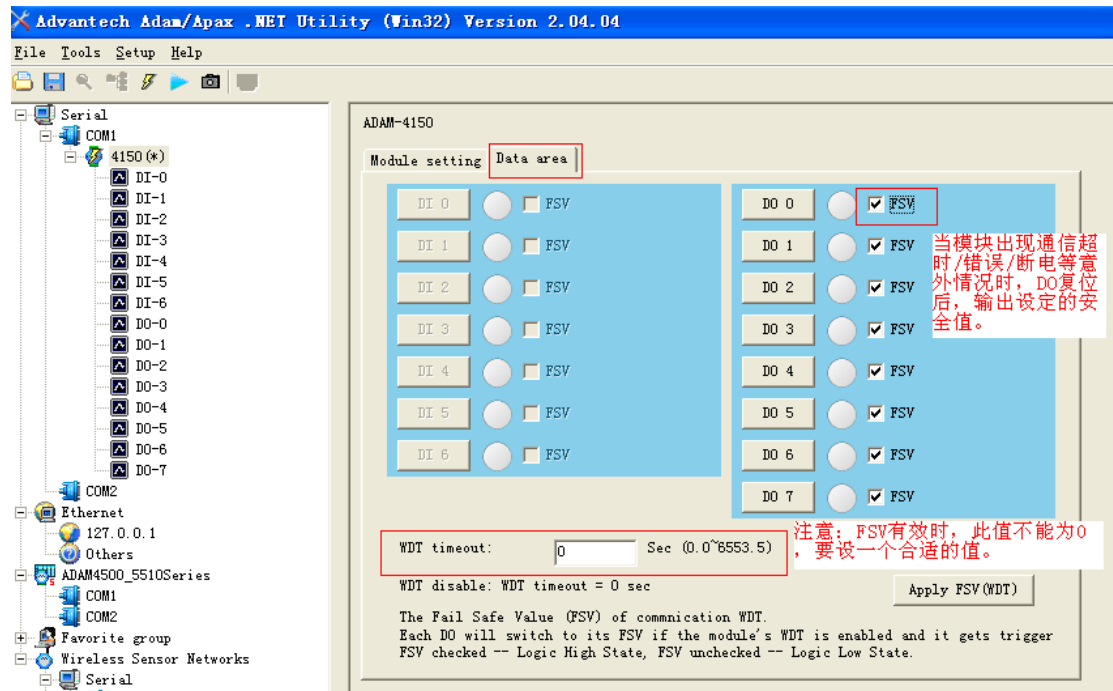 Advantech Adam/Apax .NET Utility (Win32) Version 2.04.04
File Tools Setup Help
Serial
COM1
4150(*)
DI-0
DI-1
DI-2
DI-3
DI-4
DI-5
DI-6
DO-0
DO-1
DO-2
DO-3
DO-4
DO-5
DO-6
DO-7
COM2
Ethernet
127.0.0.1
Others
ADAM4500_5510Series
COM1
COM2
Favorite group
Wireless Sensor Networks
Serial
ADAM-4150
Module setting Data area
DI 0 FSV
DI 1 FSV
DI 2 FSV
DI 3 FSV
DI 4 FSV
DI 5 FSV
DI 6 FSV
DO 0 FSV
DO 1 FSV
DO 2 FSV
DO 3 FSV
DO 4 FSV
DO 5 FSV
DO 6 FSV
DO 7 FSV
当模块出现通信超
时/错误/断电等意
外情况时，DO复位
后，输出设定的安
全值。
WDT timeout: 0 Sec (0.0~6553.5)
注意：FSV有效时，此值不能为0
，要设一个合适的值。
WDT disable: WDT timeout = 0 sec
Apply FSV(WDT)
The Fail Safe Value (FSV) of commnication WDT.
Each DO will switch to its FSV if the module's WDT is enabled and it gets trigger
FSV checked -- Logic High State, FSV unchecked -- Logic Low State.